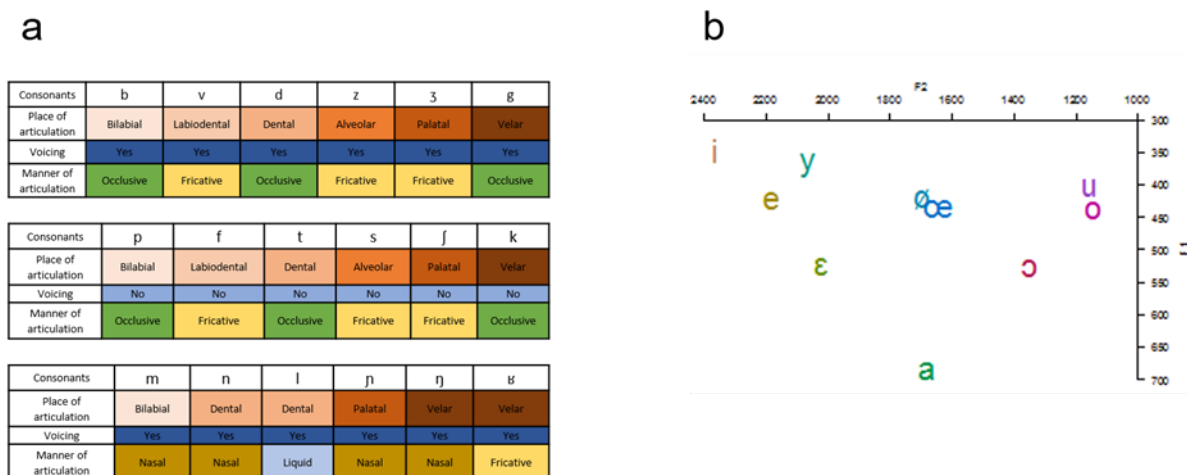 a
Consonants b v d z ʒ g
Place of articulation Bilabial Labiodental Dental Alveolar Palatal Velar
Voicing Yes Yes Yes Yes Yes Yes
Manner of articulation Occlusive Fricative Occlusive Fricative Fricative Occlusive
Consonants p f t s ʃ k
Place of articulation Bilabial Labiodental Dental Alveolar Palatal Velar
Voicing No No No No No No
Manner of articulation Occlusive Fricative Occlusive Fricative Fricative Occlusive
Consonants m n l ɲ ŋ ʁ
Place of articulation Bilabial Dental Dental Palatal Velar Velar
Voicing Yes Yes Yes Yes Yes Yes
Manner of articulation Nasal Nasal Liquid Nasal Nasal Fricative
b
F2
2400 2200 2000 1800 1600 1400 1200 1000
300
i y 350
e ø œ u 400
o 450
ɛ ɔ 500
F1
550
600
650
a 700